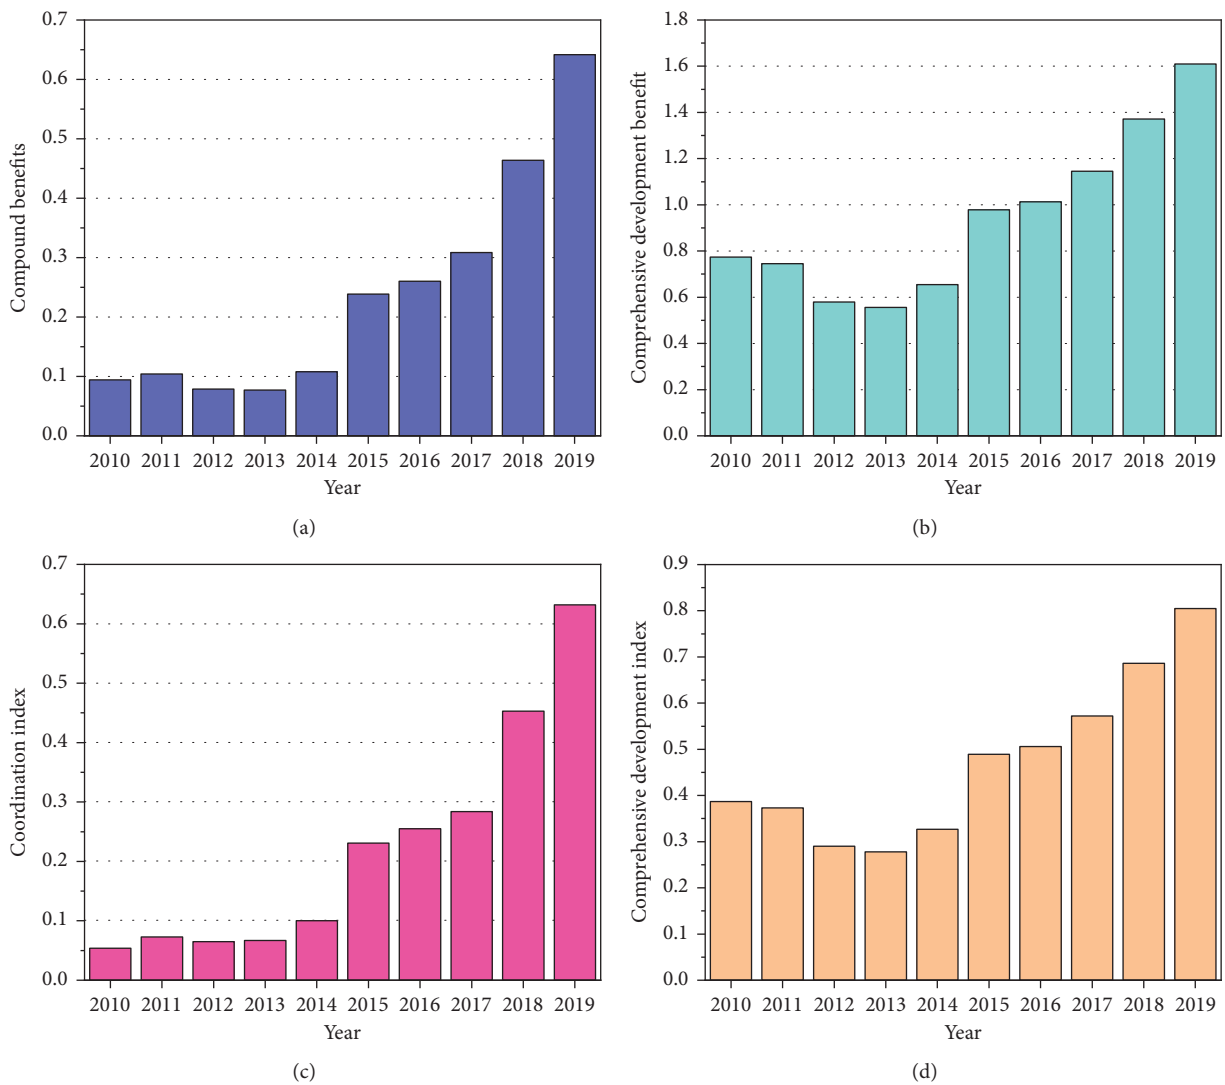 Compound benefits
0.7
0.6
0.5
0.4
0.3
0.2
0.1
0.0
2010 2011 2012 2013 2014 2015 2016 2017 2018 2019
Year
(a)
Comprehensive development benefit
1.8
1.6
1.4
1.2
1.0
0.8
0.6
0.4
0.2
0.0
2010 2011 2012 2013 2014 2015 2016 2017 2018 2019
Year
(b)
Coordination index
0.7
0.6
0.5
0.4
0.3
0.2
0.1
0.0
2010 2011 2012 2013 2014 2015 2016 2017 2018 2019
Year
(c)
Comprehensive development index
0.9
0.8
0.7
0.6
0.5
0.4
0.3
0.2
0.1
0.0
2010 2011 2012 2013 2014 2015 2016 2017 2018 2019
Year
(d)